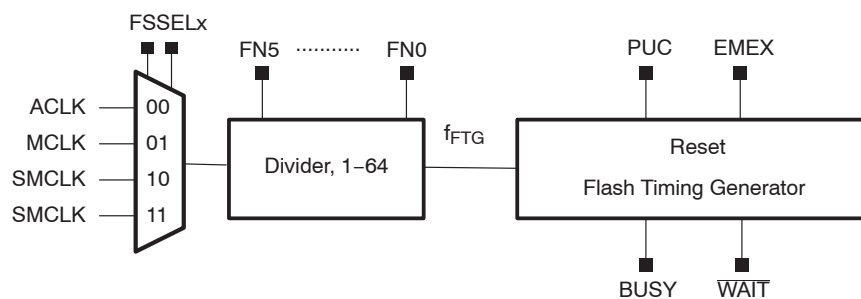 FSSELx
FN5 ........... FN0
PUC EMEX
ACLK 00
MCLK 01
SMCLK 10
SMCLK 11
Divider, 1–64
fFTG
Reset
Flash Timing Generator
BUSY WAIT